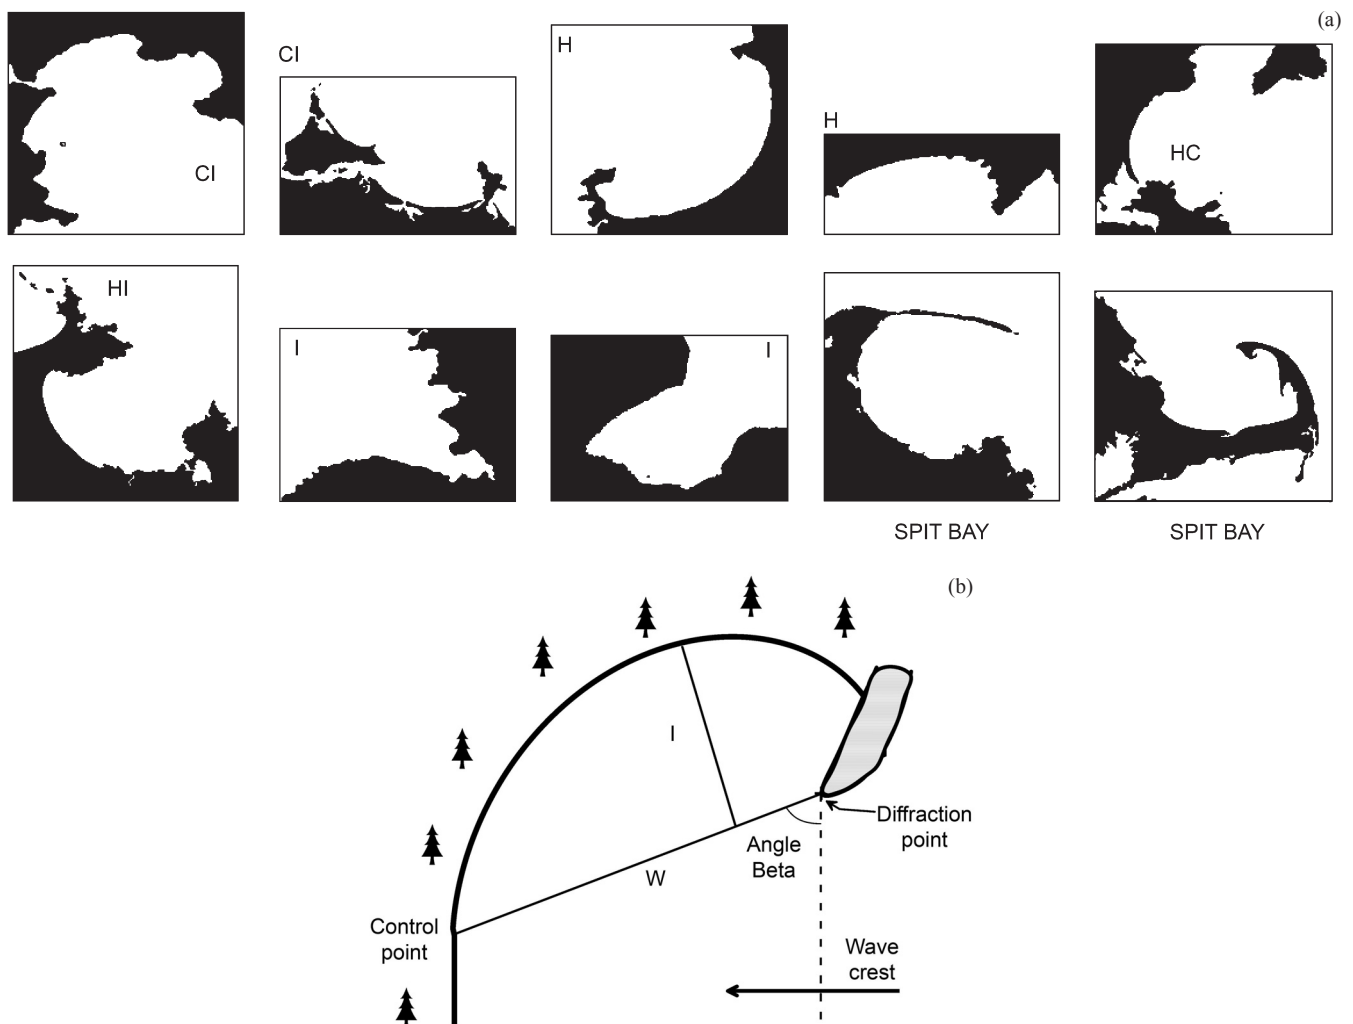 (a)
CI
CI
H
H
HC
HI
I
I
SPIT BAY
SPIT BAY
(b)
I
Diffraction
point
Angle
Beta
W
Control
point
Wave
crest